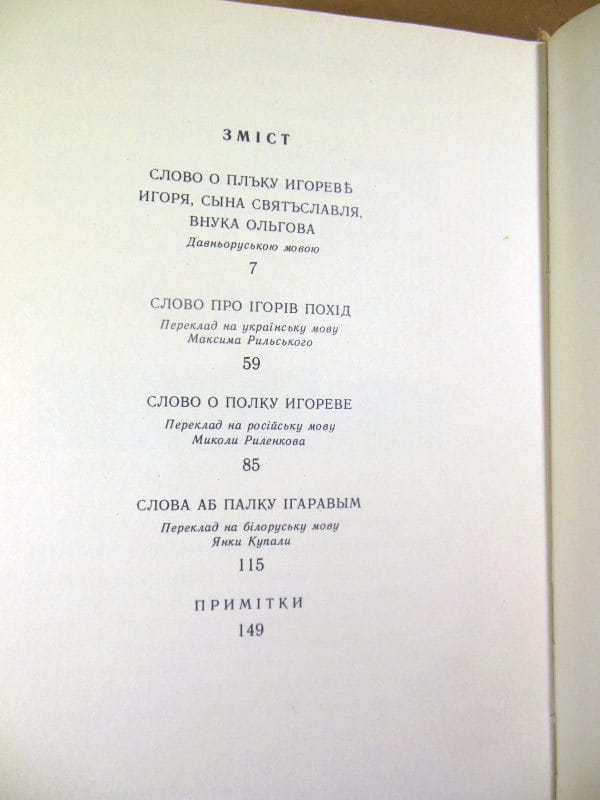 ЗМІСТ
СЛОВО О ПЛЪКУ ИГОРЕВѢ
ИГОРЯ, СЫНА СВЯТЪСЛАВЛЯ,
ВНУКА ОЛЬГОВА
Давньоруською мовою
7
СЛОВО ПРО ІГОРІВ ПОХІД
Переклад на українську мову
Максима Рильського
59
СЛОВО О ПОЛКУ ИГОРЕВЕ
Переклад на російську мову
Миколи Риленкова
85
СЛОВА АБ ПАЛКУ ІГАРАВЫМ
Переклад на білоруську мову
Янки Купали
115
ПРИМІТКИ
149